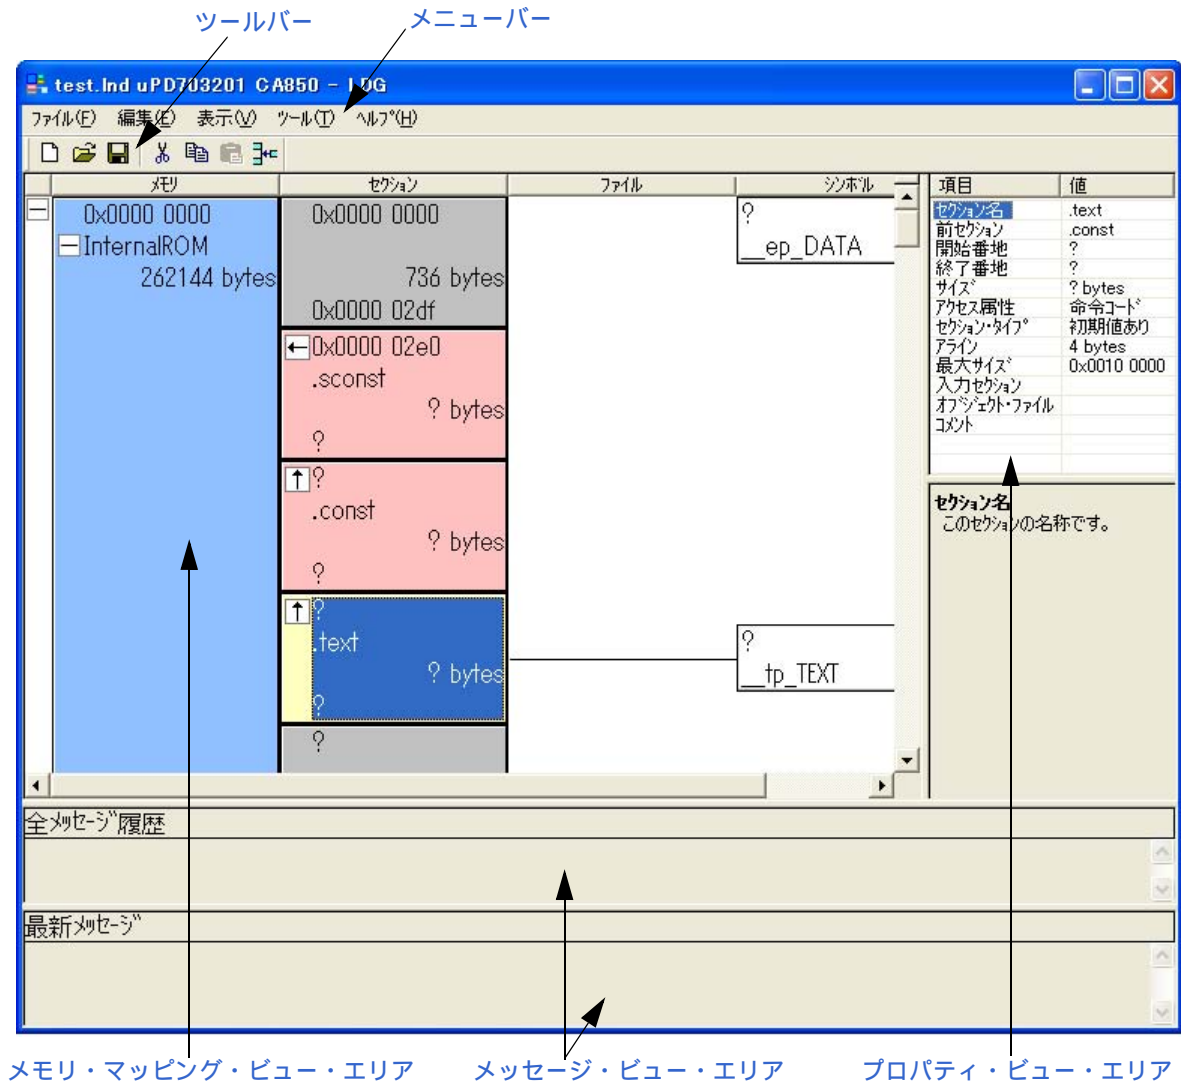 ツールバー
メニューバー
test.lnd uPD703201 CA850 - LDG
ファイル(F) 編集(E) 表示(V) ツール(T) ヘルプ(H)
メモリ セクション ファイル シンボル
0x0000 0000
InternalROM
262144 bytes
0x0000 0000
736 bytes
0x0000 02df
0x0000 02e0
.sconst
? bytes
?
?
.const
? bytes
?
?
.text
? bytes
?
?
?
__ep_DATA
?
__tp_TEXT
項目 値
セクション名 .text
前セクション .const
開始番地 ?
終了番地 ?
サイズ ? bytes
アクセス属性 命令コード
セクション・タイプ 初期値あり
アライン 4 bytes
最大サイズ 0x0010 0000
入力セクション
オブジェクト・ファイル
コメント
セクション名
このセクションの名称です。
全メッセージ履歴
最新メッセージ
メモリ・マッピング・ビュー・エリア
メッセージ・ビュー・エリア
プロパティ・ビュー・エリア